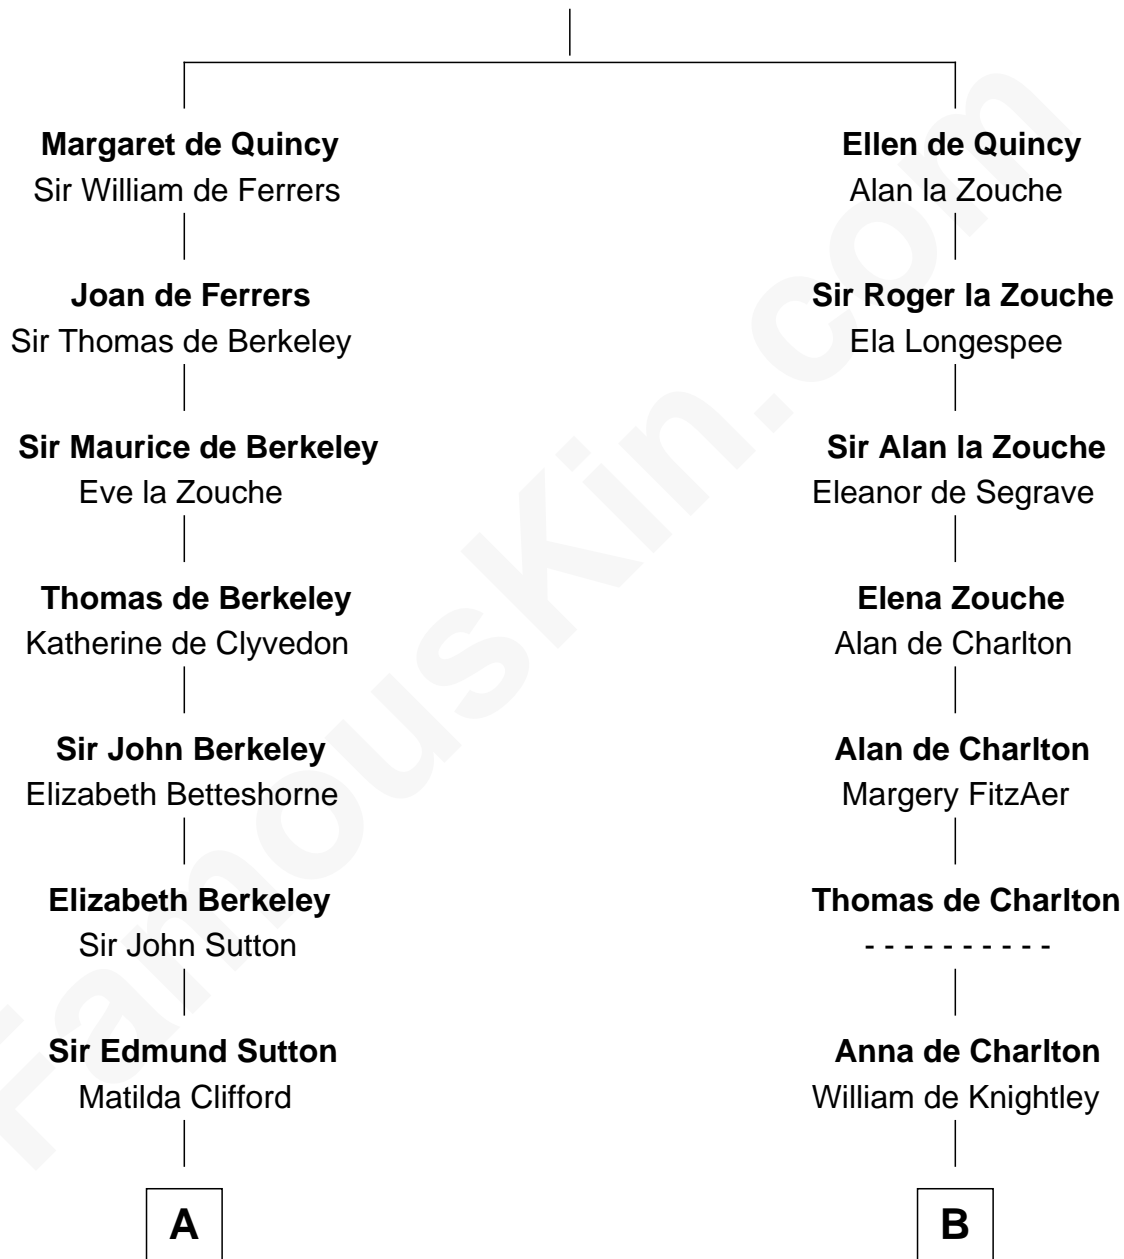 Margaret de Quincy
Sir William de Ferrers
Joan de Ferrers
Sir Thomas de Berkeley
Sir Maurice de Berkeley
Eve la Zouche
Thomas de Berkeley
Katherine de Clyvedon
Sir John Berkeley
Elizabeth Betteshorne
Elizabeth Berkeley
Sir John Sutton
Sir Edmund Sutton
Matilda Clifford
A
Ellen de Quincy
Alan la Zouche
Sir Roger la Zouche
Ela Longespee
Sir Alan la Zouche
Eleanor de Segrave
Elena Zouche
Alan de Charlton
Alan de Charlton
Margery FitzAer
Thomas de Charlton
- - - - - - - - - -
Anna de Charlton
William de Knightley
B
FamousKin.com